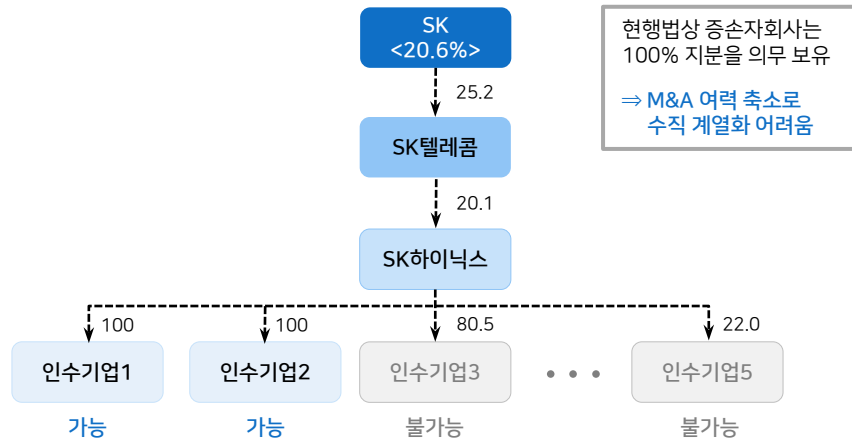 SK
<20.6%>
현행법상 증손자회사는
100% 지분을 의무 보유
⇒ M&A 여력 축소로
수직 계열화 어려움
25.2
SK텔레콤
20.1
SK하이닉스
100
100
80.5
22.0
인수기업1
인수기업2
인수기업3
• • •
인수기업5
가능
가능
불가능
불가능